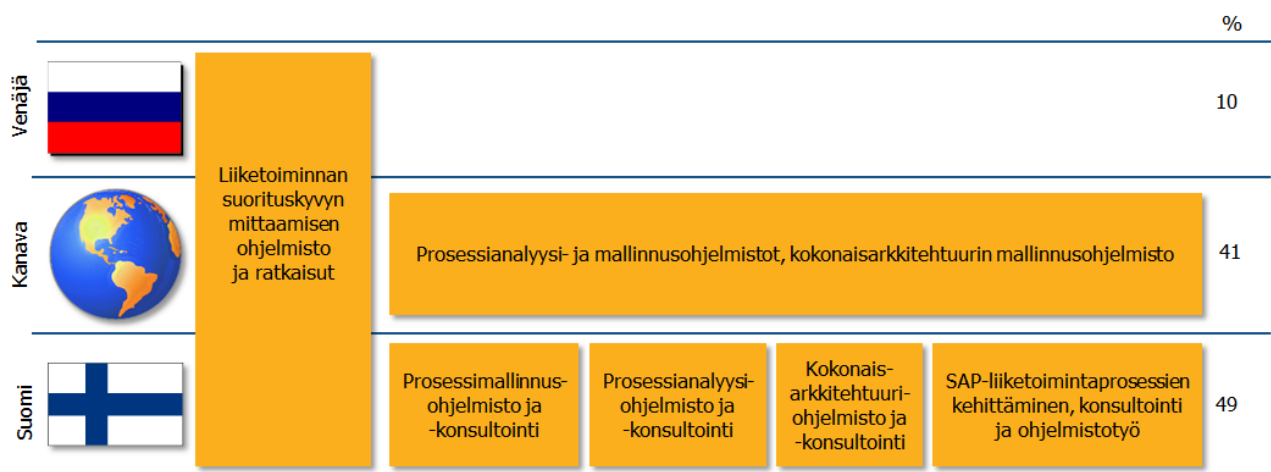 %
Venäjä
10
Liiketoiminnan
suorituskyvyn
mittaamisen
ohjelmisto
ja ratkaisut
Kanava
Prosessianalyysi- ja mallinnusohjelmistot, kokonaisarkkitehtuurin mallinnusohjelmisto
41
Suomi
Prosessimallinnus-
ohjelmisto ja
-konsultointi
Prosessianalyysi-
ohjelmisto ja
-konsultointi
Kokonais-
arkkitehtuuri-
ohjelmisto ja
-konsultointi
SAP-liiketoimintaprosessien
kehittäminen, konsultointi
ja ohjelmistotyö
49